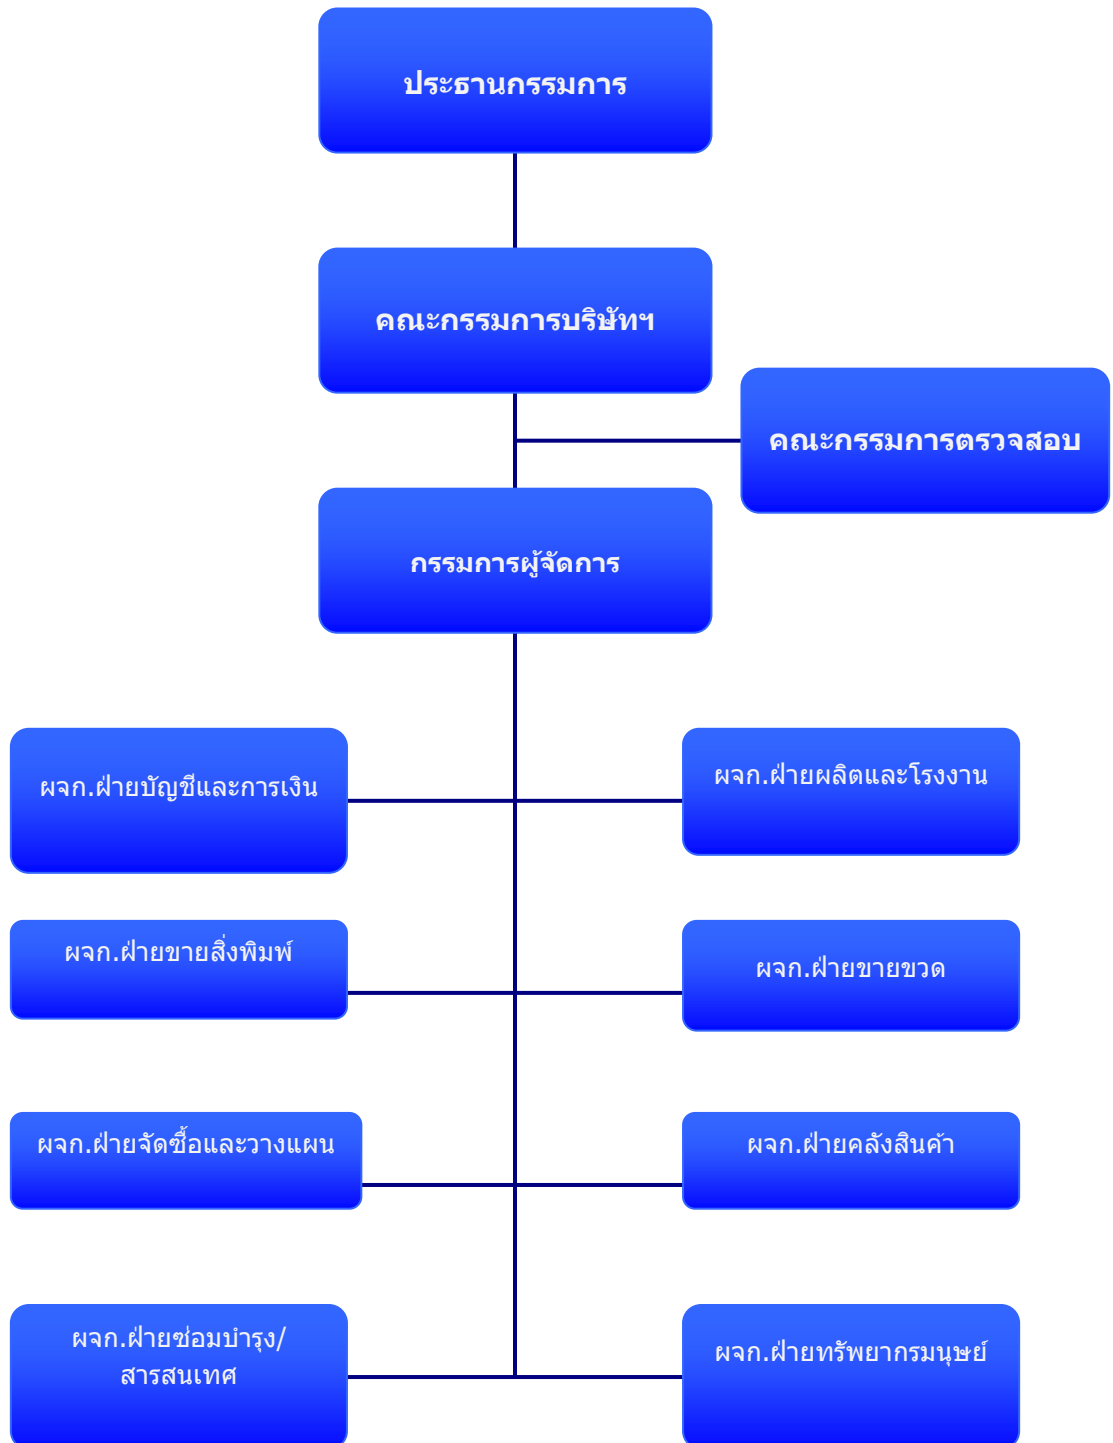 ประธานกรรมการ
คณะกรรมการบริษัทฯ
คณะกรรมการตรวจสอบ
กรรมการผู้จัดการ
ผจก.ฝ่ายบัญชีและการเงิน
ผจก.ฝ่ายผลิตและโรงงาน
ผจก.ฝ่ายขายสิ่งพิมพ์
ผจก.ฝ่ายขายขวด
ผจก.ฝ่ายจัดซื้อและวางแผน
ผจก.ฝ่ายคลังสินค้า
ผจก.ฝ่ายซ่อมบำรุง/
สารสนเทศ
ผจก.ฝ่ายทรัพยากรมนุษย์